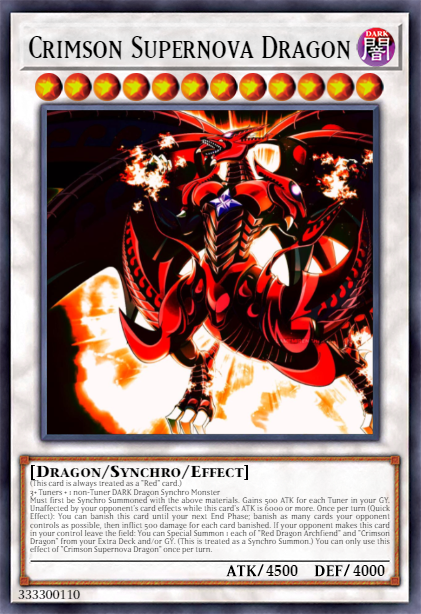 Crimson Supernova Dragon
DARK
闇
[Dragon/Synchro/Effect]
(This card is always treated as a "Red" card.)
3+ Tuners + 1 non-Tuner DARK Dragon Synchro Monster
Must first be Synchro Summoned with the above materials. Gains 500 ATK for each Tuner in your GY.
Unaffected by your opponent's card effects while this card's ATK is 6000 or more. Once per turn (Quick
Effect): You can banish this card until your next End Phase; banish as many cards your opponent
controls as possible, then inflict 500 damage for each card banished. If your opponent makes this card
in your control leave the field: You can Special Summon 1 each of "Red Dragon Archfiend" and "Crimson
Dragon" from your Extra Deck and/or GY. (This is treated as a Synchro Summon.) You can only use this
effect of "Crimson Supernova Dragon" once per turn.
ATK/4500 DEF/4000
333300110